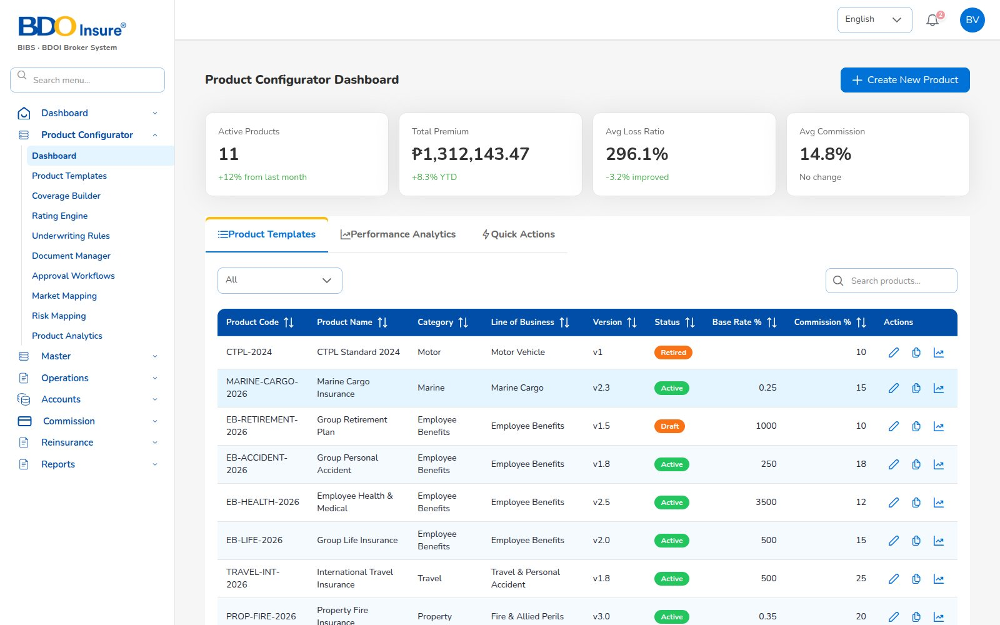 BDO Insure®
BIBS · BDOI Broker System
Search menu...
Dashboard
Product Configurator
Dashboard
Product Templates
Coverage Builder
Rating Engine
Underwriting Rules
Document Manager
Approval Workflows
Market Mapping
Risk Mapping
Product Analytics
Master
Operations
Accounts
Commission
Reinsurance
Reports
English
2
BV
Product Configurator Dashboard
Create New Product
Active Products
11
+12% from last month
Total Premium
₱1,312,143.47
+8.3% YTD
Avg Loss Ratio
296.1%
-3.2% improved
Avg Commission
14.8%
No change
Product Templates Performance Analytics Quick Actions
All
Search products...
Product Code Product Name Category Line of Business Version Status Base Rate % Commission % Actions
CTPL-2024 CTPL Standard 2024 Motor Motor Vehicle v1 Retired 10
MARINE-CARGO-2026 Marine Cargo Insurance Marine Marine Cargo v2.3 Active 0.25 15
EB-RETIREMENT-2026 Group Retirement Plan Employee Benefits Employee Benefits v1.5 Draft 1000 10
EB-ACCIDENT-2026 Group Personal Accident Employee Benefits Employee Benefits v1.8 Active 250 18
EB-HEALTH-2026 Employee Health & Medical Employee Benefits Employee Benefits v2.5 Active 3500 12
EB-LIFE-2026 Group Life Insurance Employee Benefits Employee Benefits v2.0 Active 500 15
TRAVEL-INT-2026 International Travel Insurance Travel Travel & Personal Accident v1.8 Active 500 25
PROP-FIRE-2026 Property Fire Insurance Property Fire & Allied Perils v3.0 Active 0.35 20